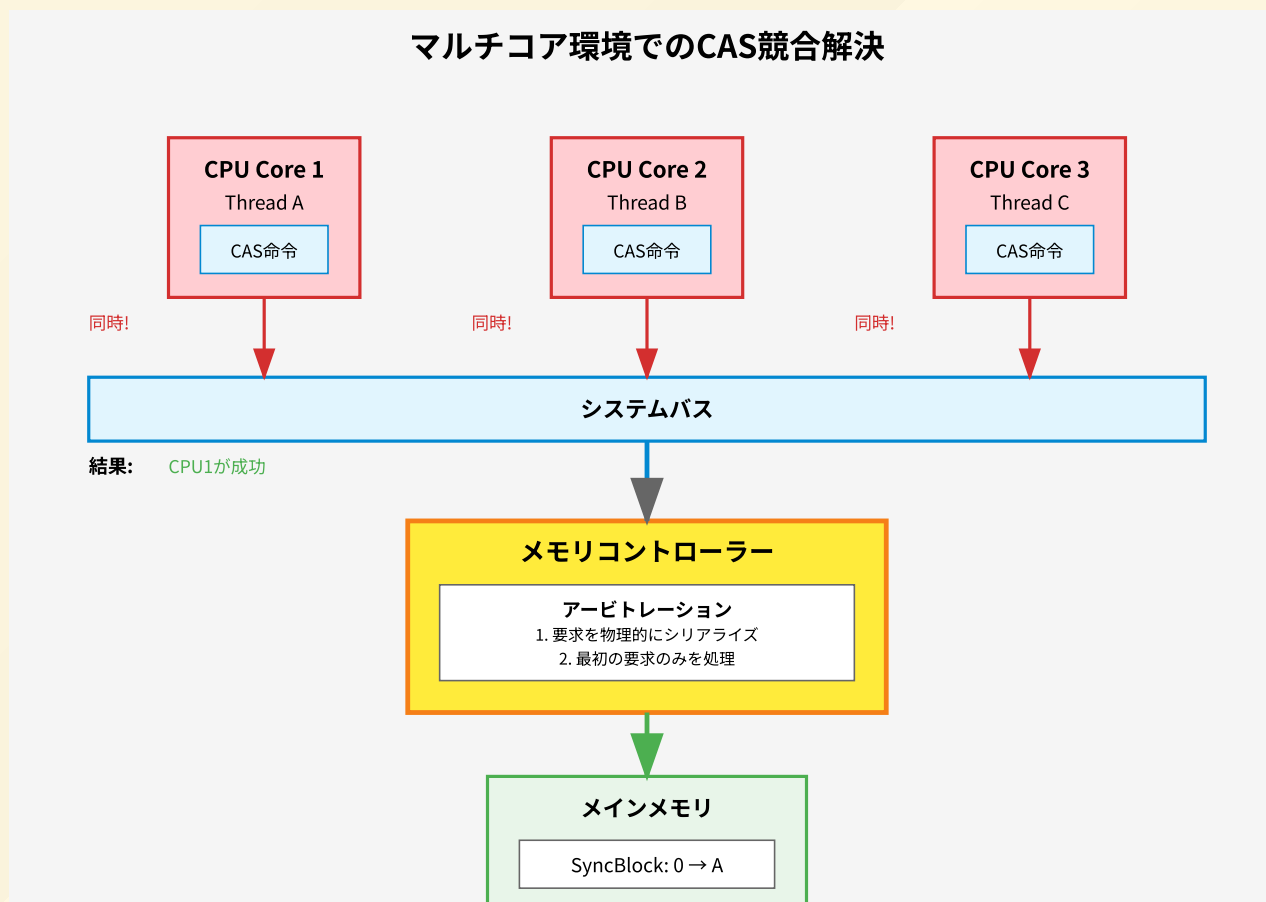 マルチコア環境でのCAS競合解決
CPU Core 1
Thread A
CAS命令
CPU Core 2
Thread B
CAS命令
CPU Core 3
Thread C
CAS命令
同時!
同時!
同時!
システムバス
結果:
CPU1が成功
メモリコントローラー
アービトレーション
1. 要求を物理的にシリアライズ
2. 最初の要求のみを処理
メインメモリ
SyncBlock: 0 → A